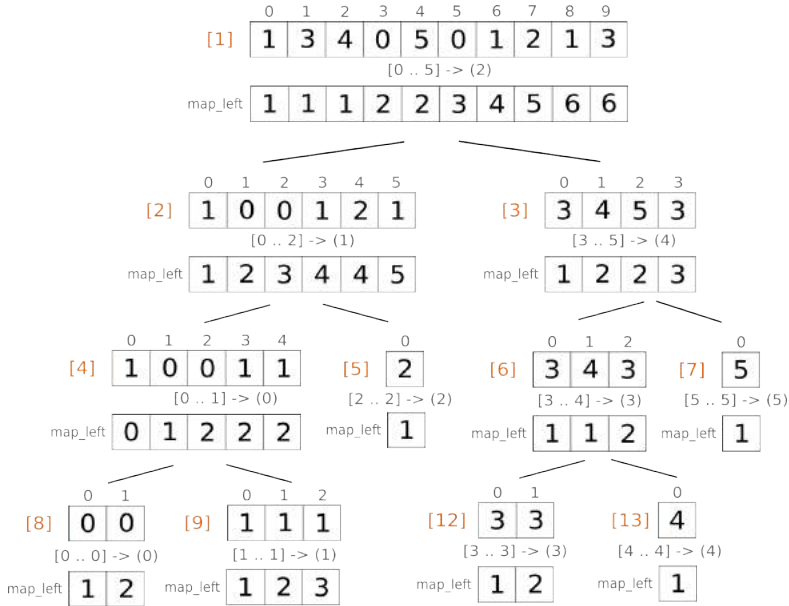 0 1 2 3 4 5 6 7 8 9
[1] 1 3 4 0 5 0 1 2 1 3
[0 .. 5] -> (2)
map_left 1 1 1 2 2 3 4 5 6 6
0 1 2 3 4 5
[2] 1 0 0 1 2 1
[0 .. 2] -> (1)
map_left 1 2 3 4 4 5
0 1 2 3
[3] 3 4 5 3
[3 .. 5] -> (4)
map_left 1 2 2 3
0 1 2 3 4
[4] 1 0 0 1 1
[0 .. 1] -> (0)
map_left 0 1 2 2 2
0
[5] 2
[2 .. 2] -> (2)
map_left 1
0 1 2
[6] 3 4 3
[3 .. 4] -> (3)
map_left 1 1 2
0
[7] 5
[5 .. 5] -> (5)
map_left 1
0 1
[8] 0 0
[0 .. 0] -> (0)
map_left 1 2
0 1 2
[9] 1 1 1
[1 .. 1] -> (1)
map_left 1 2 3
0 1
[12] 3 3
[3 .. 3] -> (3)
map_left 1 2
0
[13] 4
[4 .. 4] -> (4)
map_left 1